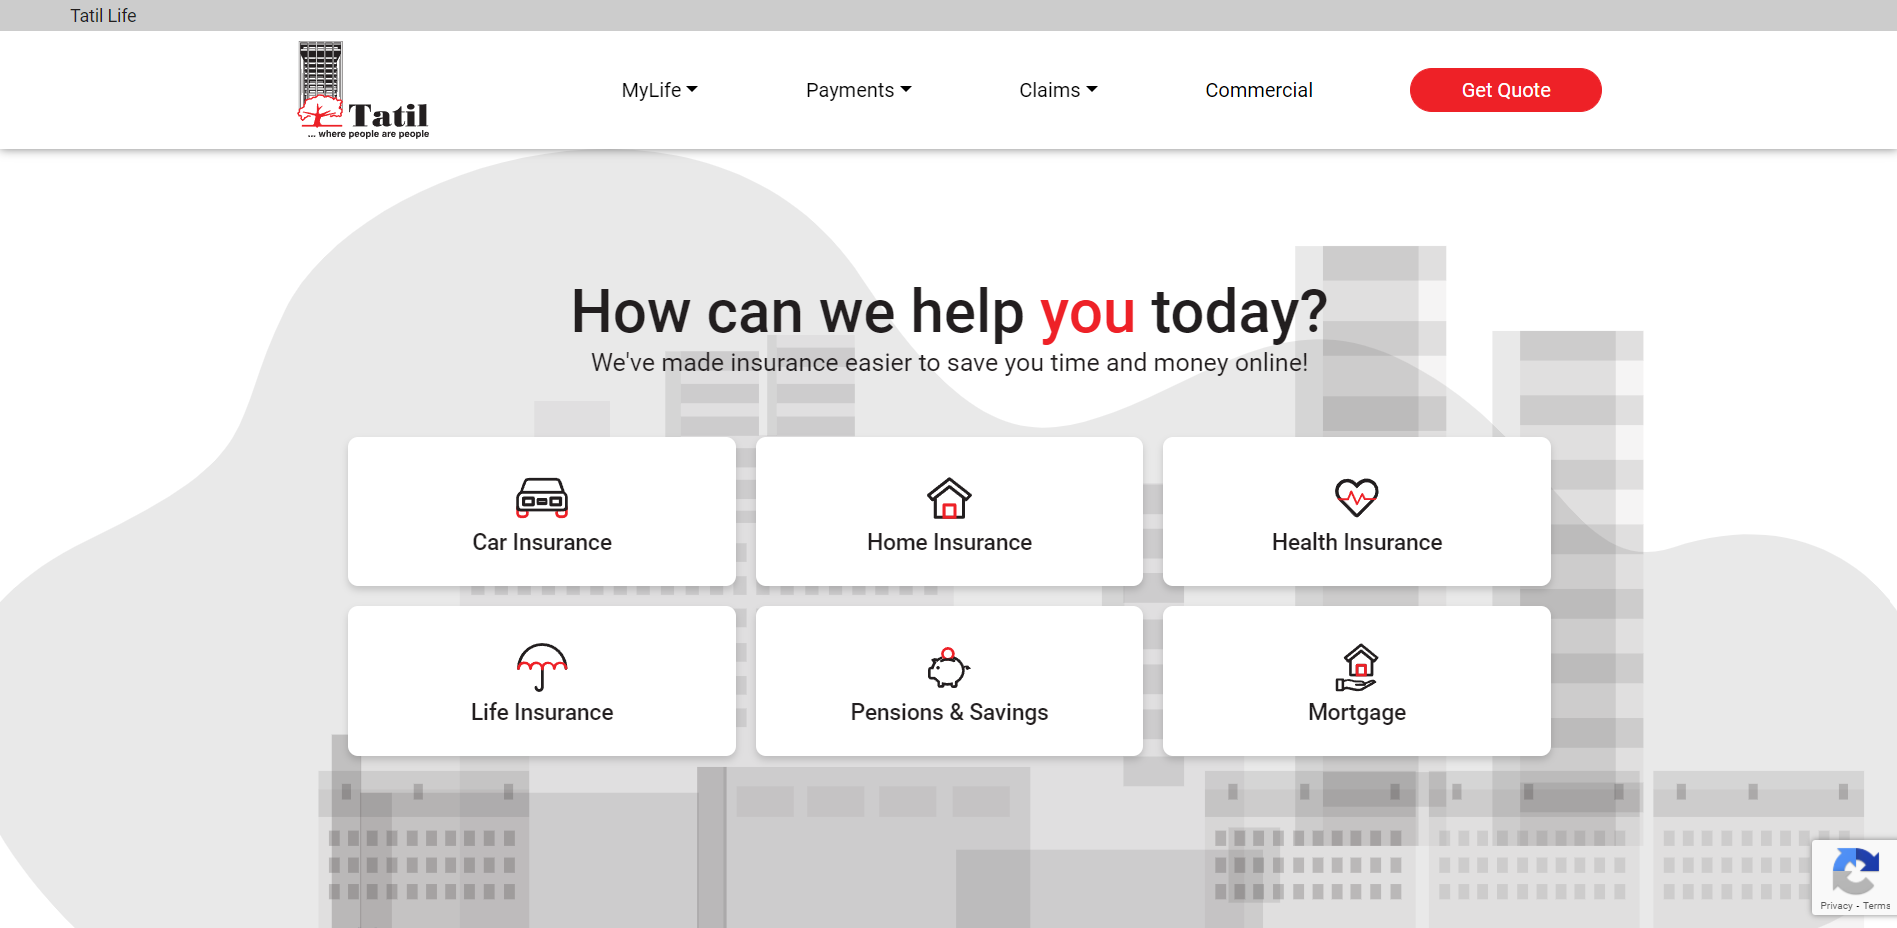 Tatil Life
Tatil
... where people are people
MyLife
Payments
Claims
Commercial
Get Quote
How can we help you today?
We've made insurance easier to save you time and money online!
Car Insurance
Home Insurance
Health Insurance
Life Insurance
Pensions & Savings
Mortgage
Privacy - Terms